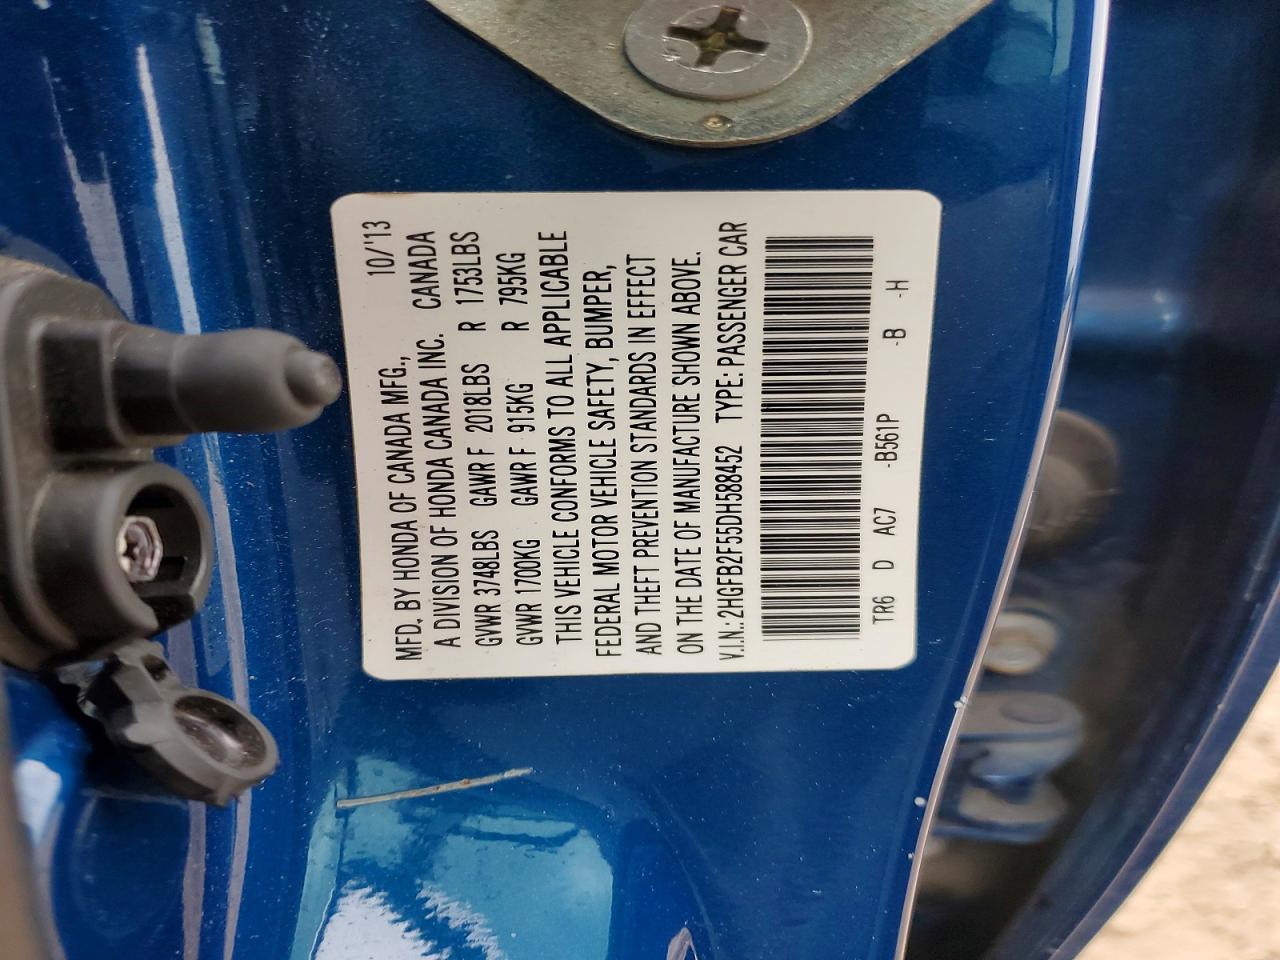 MFD. BY HONDA OF CANADA MFG., 10/'13
A DIVISION OF HONDA CANADA INC. CANADA
GVWR 3748LBS GAWR F 2018LBS R 1753LBS
GVWR 1700KG GAWR F 915KG R 795KG
THIS VEHICLE CONFORMS TO ALL APPLICABLE
FEDERAL MOTOR VEHICLE SAFETY, BUMPER,
AND THEFT PREVENTION STANDARDS IN EFFECT
ON THE DATE OF MANUFACTURE SHOWN ABOVE.
V.I.N.:2HGFB2F55DH588452 TYPE: PASSENGER CAR
TR6 D AC7 -B561P -B -H